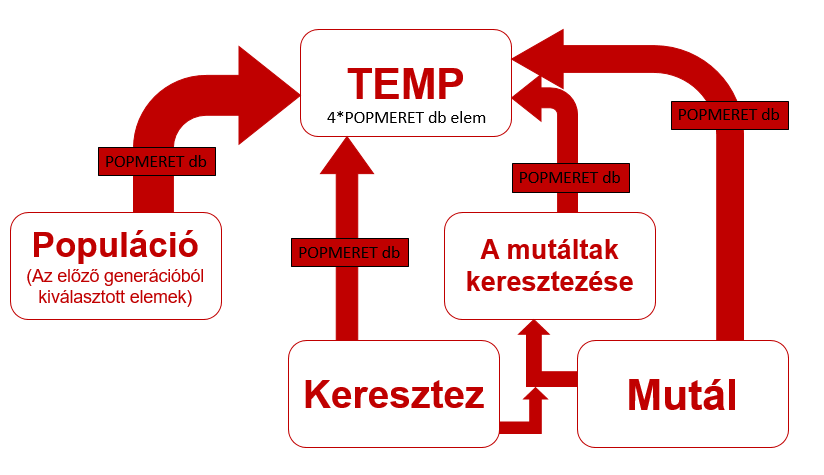 TEMP
4*POPMERET db elem
POPMERET db
POPMERET db
POPMERET db
POPMERET db
Populáció
(Az előző generációból
kiválasztott elemek)
A mutáltak
keresztezése
Keresztez
Mutál